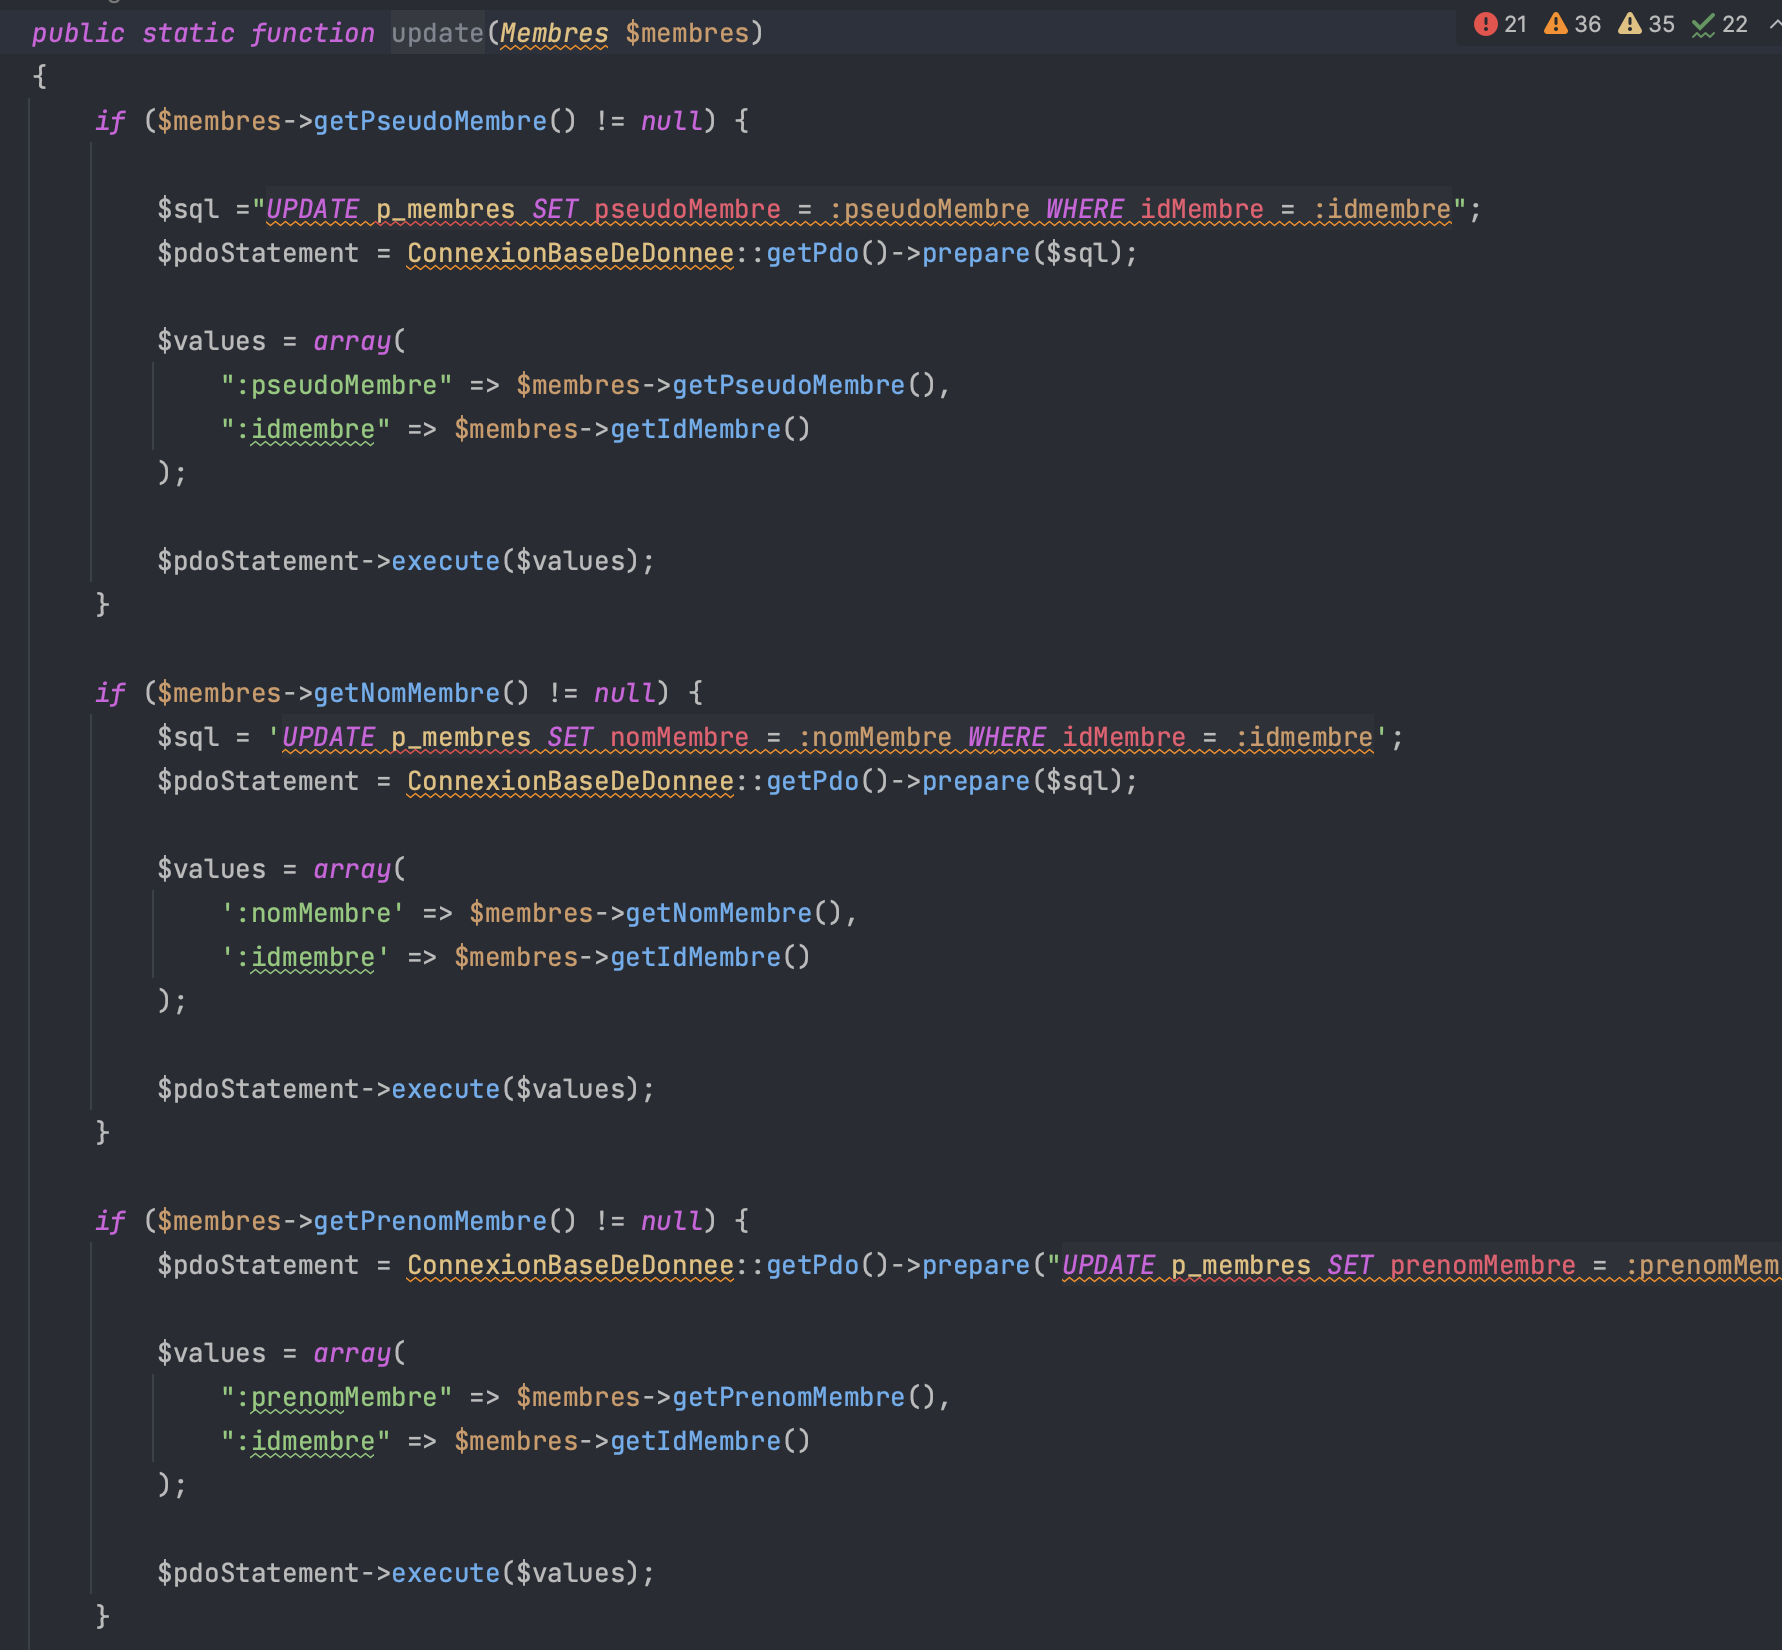 public static function update(Membres $membres)
21 36 35 22
{
if ($membres->getPseudoMembre() != null) {
$sql ="UPDATE p_membres SET pseudoMembre = :pseudoMembre WHERE idMembre = :idmembre";
$pdoStatement = ConnexionBaseDeDonnee::getPdo()->prepare($sql);
$values = array(
":pseudoMembre" => $membres->getPseudoMembre(),
":idmembre" => $membres->getIdMembre()
);
$pdoStatement->execute($values);
}
if ($membres->getNomMembre() != null) {
$sql = 'UPDATE p_membres SET nomMembre = :nomMembre WHERE idMembre = :idmembre';
$pdoStatement = ConnexionBaseDeDonnee::getPdo()->prepare($sql);
$values = array(
':nomMembre' => $membres->getNomMembre(),
':idmembre' => $membres->getIdMembre()
);
$pdoStatement->execute($values);
}
if ($membres->getPrenomMembre() != null) {
$pdoStatement = ConnexionBaseDeDonnee::getPdo()->prepare("UPDATE p_membres SET prenomMembre = :prenomMem
$values = array(
":prenomMembre" => $membres->getPrenomMembre(),
":idmembre" => $membres->getIdMembre()
);
$pdoStatement->execute($values);
}